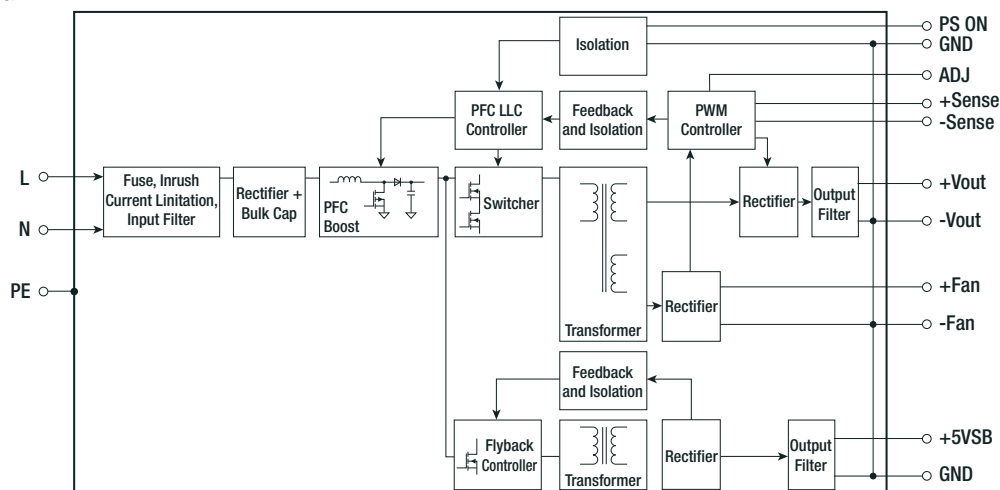 PS ON
Isolation
GND
ADJ
PFC LLC
Controller
Feedback
and Isolation
PWM
Controller
+Sense
-Sense
L
Fuse, Inrush
Current Linitation,
Input Filter
Rectifier +
Bulk Cap
PFC
Boost
Switcher
Transformer
Rectifier
Output
Filter
+Vout
-Vout
N
PE
Rectifier
+Fan
-Fan
Feedback
and Isolation
Flyback
Controller
Transformer
Rectifier
Output
Filter
+5VSB
GND